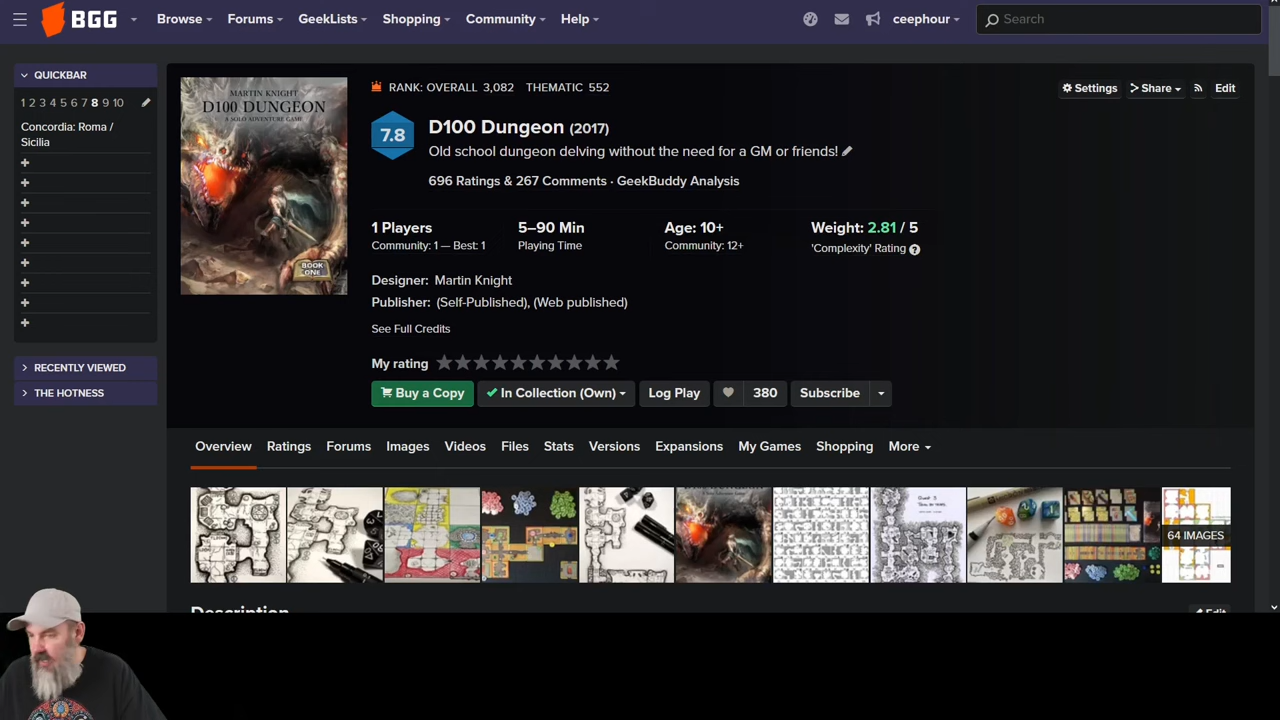 BGG
Browse
Forums
GeekLists
Shopping
Community
Help
ceephour
Search
QUICKBAR
1 2 3 4 5 6 7 8 9 10
Concordia: Roma /
Sicilia
RECENTLY VIEWED
THE HOTNESS
MARTIN KNIGHT
D100 DUNGEON
A SOLO ADVENTURE GAME
BOOK
ONE
RANK: OVERALL 3,082 THEMATIC 552
Settings
Share
Edit
7.8
D100 Dungeon (2017)
Old school dungeon delving without the need for a GM or friends!
696 Ratings & 267 Comments · GeekBuddy Analysis
1 Players
Community: 1 — Best: 1
5–90 Min
Playing Time
Age: 10+
Community: 12+
Weight: 2.81 / 5
'Complexity' Rating ?
Designer: Martin Knight
Publisher: (Self-Published), (Web published)
See Full Credits
My rating
Buy a Copy
In Collection (Own)
Log Play
380
Subscribe
Overview
Ratings
Forums
Images
Videos
Files
Stats
Versions
Expansions
My Games
Shopping
More
64 IMAGES
Description
Edit